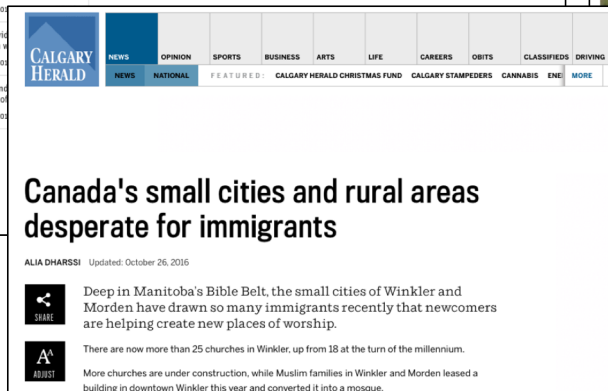 CALGARY
HERALD
NEWS OPINION SPORTS BUSINESS ARTS LIFE CAREERS OBITS CLASSIFIEDS DRIVING
NEWS NATIONAL FEATURED: CALGARY HERALD CHRISTMAS FUND CALGARY STAMPEDERS CANNABIS ENE MORE
Canada's small cities and rural areas
desperate for immigrants
ALIA DHARSSI Updated: October 26, 2016
SHARE
Deep in Manitoba's Bible Belt, the small cities of Winkler and
Morden have drawn so many immigrants recently that newcomers
are helping create new places of worship.
AA
ADJUST
There are now more than 25 churches in Winkler, up from 18 at the turn of the millennium.
More churches are under construction, while Muslim families in Winkler and Morden leased a
building in downtown Winkler this year and converted it into a mosque.